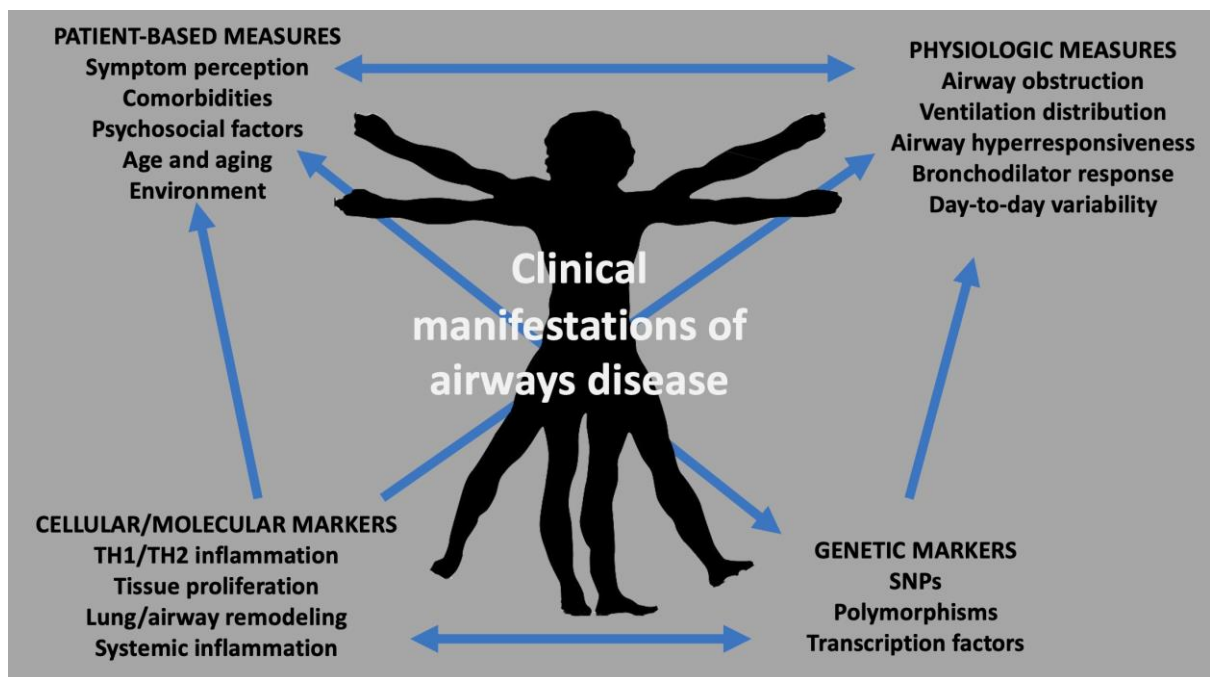 PATIENT-BASED MEASURES
Symptom perception
Comorbidities
Psychosocial factors
Age and aging
Environment
PHYSIOLOGIC MEASURES
Airway obstruction
Ventilation distribution
Airway hyperresponsiveness
Bronchodilator response
Day-to-day variability
Clinical
manifestations of
airways disease
CELLULAR/MOLECULAR MARKERS
TH1/TH2 inflammation
Tissue proliferation
Lung/airway remodeling
Systemic inflammation
GENETIC MARKERS
SNPs
Polymorphisms
Transcription factors